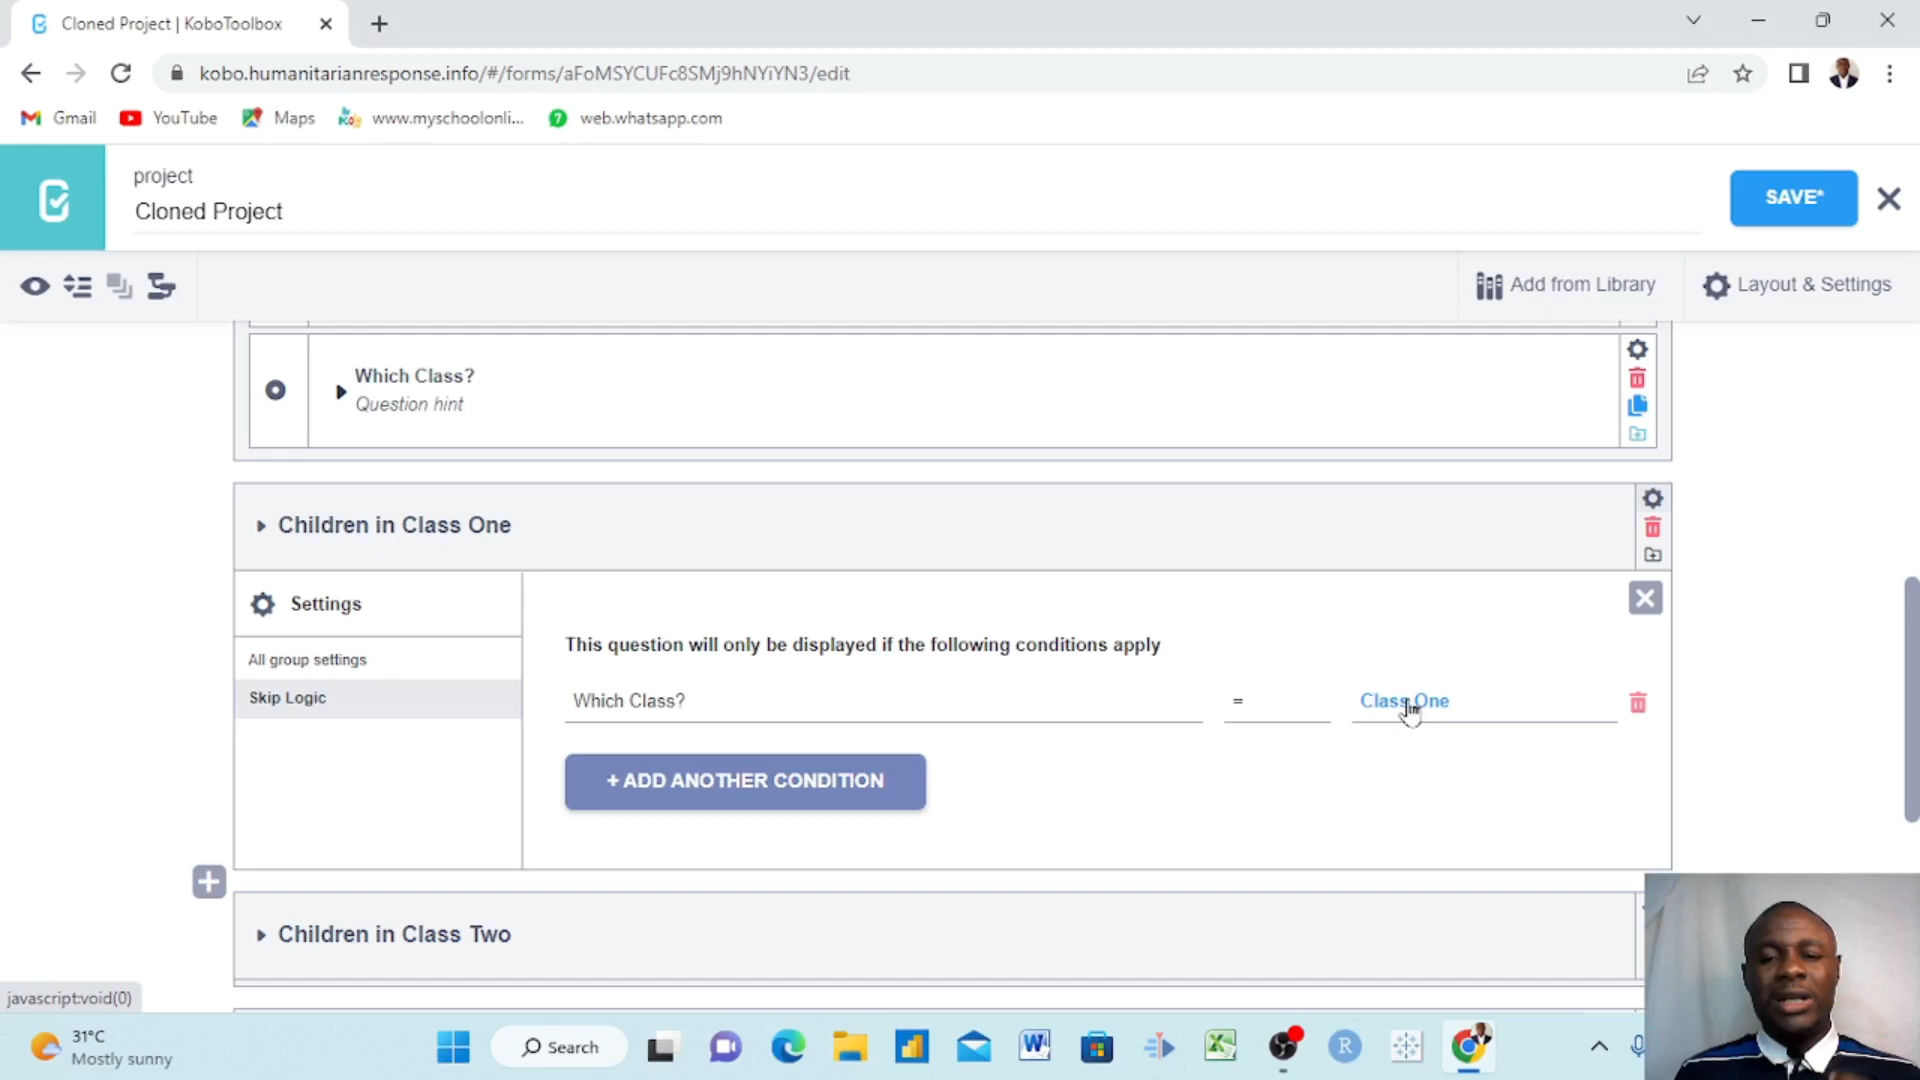 Cloned Project | KoboToolbox
kobo.humanitarianresponse.info/#/forms/aFoMSYCUFc8SMj9hNYiYN3/edit
Gmail
YouTube
Maps
www.myschoolonli...
7
web.whatsapp.com
project
Cloned Project
SAVE*
Add from Library
Layout & Settings
Which Class?
Question hint
Children in Class One
Settings
This question will only be displayed if the following conditions apply
All group settings
Skip Logic
Which Class?
=
Class One
+ ADD ANOTHER CONDITION
Children in Class Two
javascript:void(0)
31°C
Mostly sunny
Search